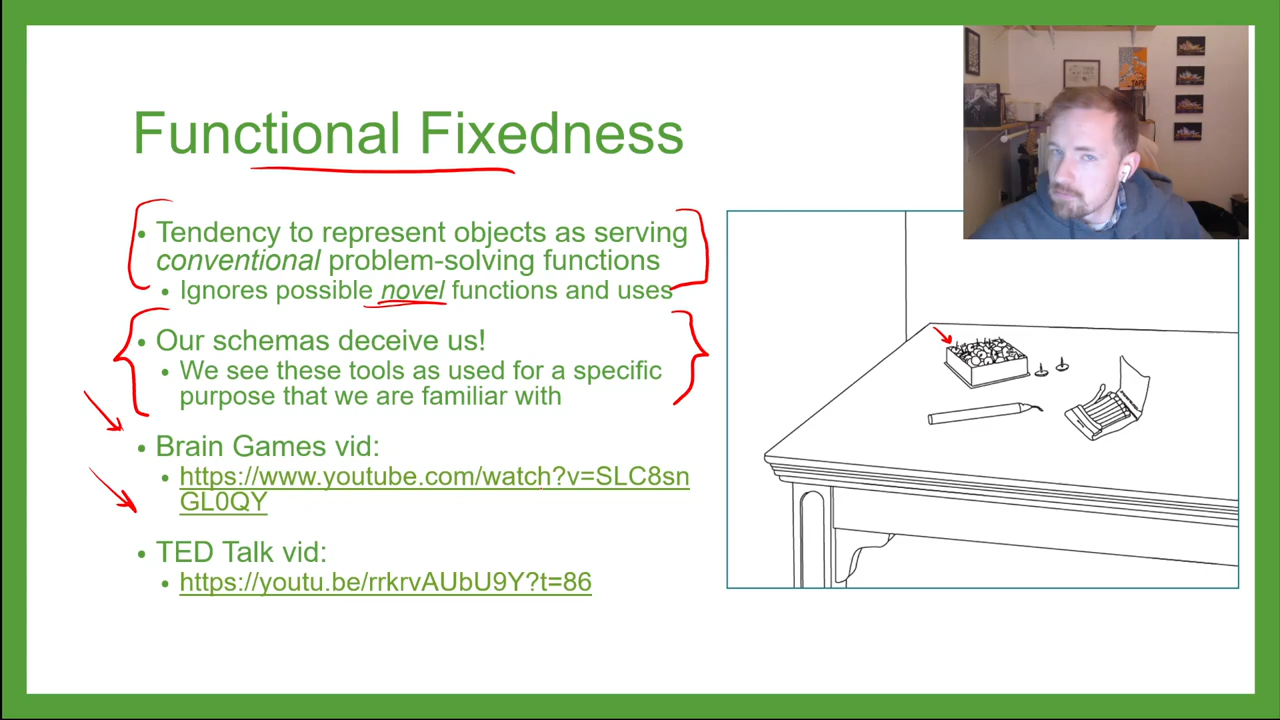 Functional Fixedness
• Tendency to represent objects as serving
conventional problem-solving functions
• Ignores possible novel functions and uses
• Our schemas deceive us!
• We see these tools as used for a specific
purpose that we are familiar with
• Brain Games vid:
• https://www.youtube.com/watch?v=SLC8sn
GL0QY
• TED Talk vid:
• https://youtu.be/rrkrvAUbU9Y?t=86
TAPE